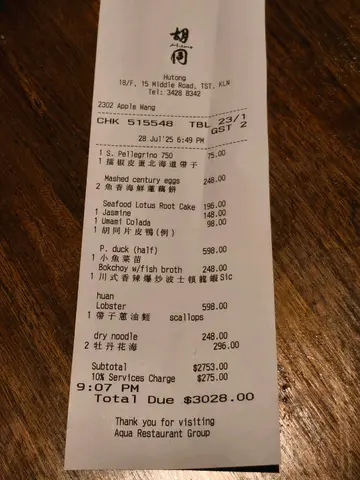 胡同
Hutong
18/F, 15 Middle Road, TST, KLN
Tel: 3428 8342
2302 Apple Wang
CHK 515548 TBL 23/1
GST 2
28 Jul'25 6:49 PM
1 S. Pellegrino 750 75.00
1 擂椒皮蛋北海道帶子
Mashed century eggs 248.00
2 魚香海鮮蓮藕餅
Seafood Lotus Root Cake 196.00
1 Jasmine 148.00
1 Umami Colada 98.00
1 胡同片皮鴨(例)
P. duck (half) 598.00
1 小魚菜苗
Bokchoy w/fish broth 248.00
1 川式香辣爆炒波士頓龍蝦Sic
huan
Lobster 598.00
1 帶子蔥油麵 scallops
dry noodle 248.00
2 牡丹花海 296.00
Subtotal $2753.00
10% Services Charge $275.00
9:07 PM
Total Due $3028.00
Thank you for visiting
Aqua Restaurant Group